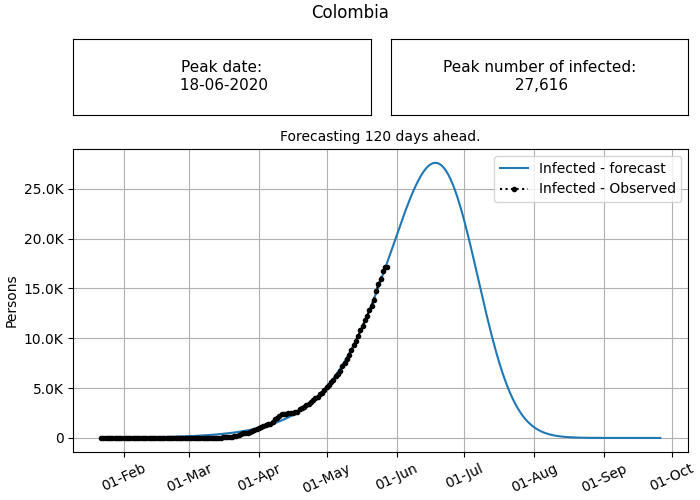 Colombia
Peak date:
18-06-2020
Peak number of infected:
27,616
Forecasting 120 days ahead.
Infected - forecast
Infected - Observed
Persons
25.0K
20.0K
15.0K
10.0K
5.0K
0
01-Feb
01-Mar
01-Apr
01-May
01-Jun
01-Jul
01-Aug
01-Sep
01-Oct